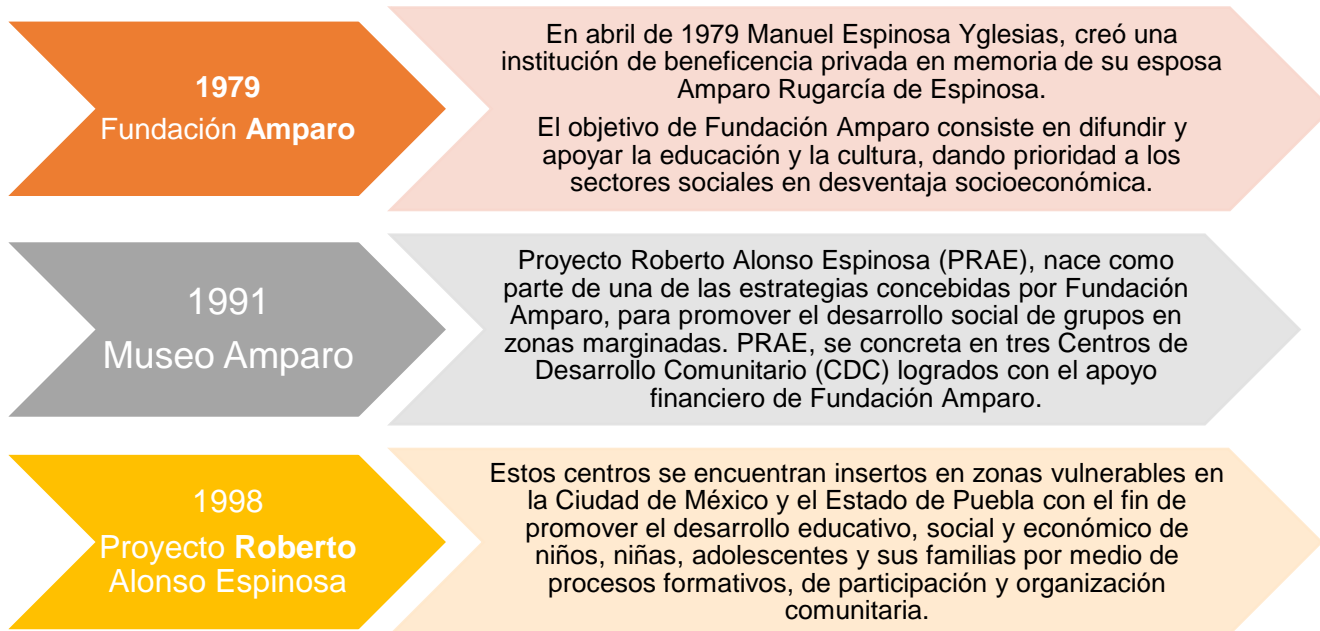 1979
Fundación Amparo
En abril de 1979 Manuel Espinosa Yglesias, creó una
institución de beneficencia privada en memoria de su esposa
Amparo Rugarcía de Espinosa.
El objetivo de Fundación Amparo consiste en difundir y
apoyar la educación y la cultura, dando prioridad a los
sectores sociales en desventaja socioeconómica.
1991
Museo Amparo
Proyecto Roberto Alonso Espinosa (PRAE), nace como
parte de una de las estrategias concebidas por Fundación
Amparo, para promover el desarrollo social de grupos en
zonas marginadas. PRAE, se concreta en tres Centros de
Desarrollo Comunitario (CDC) logrados con el apoyo
financiero de Fundación Amparo.
1998
Proyecto Roberto
Alonso Espinosa
Estos centros se encuentran insertos en zonas vulnerables en
la Ciudad de México y el Estado de Puebla con el fin de
promover el desarrollo educativo, social y económico de
niños, niñas, adolescentes y sus familias por medio de
procesos formativos, de participación y organización
comunitaria.